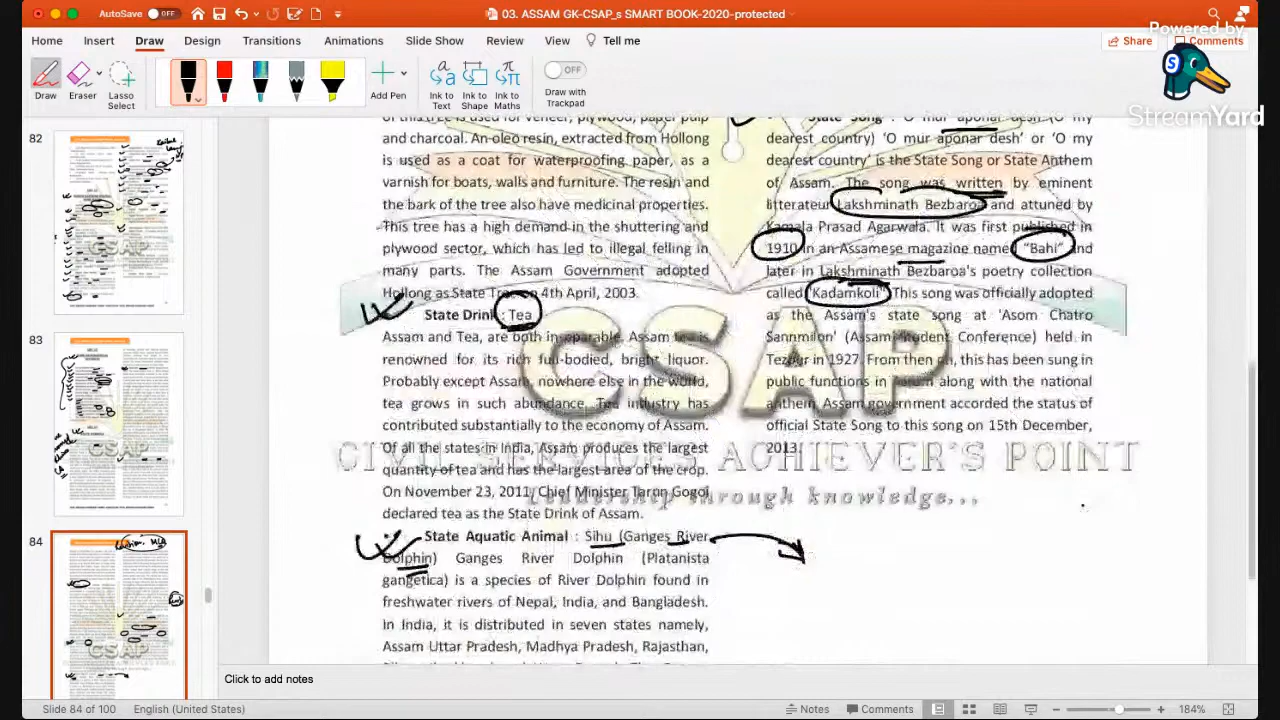 AutoSave OFF
03. ASSAM GK-CSAP_s SMART BOOK-2020-protected
Powered by
StreamYard
Home Insert Draw Design Transitions Animations Slide Show Review View Tell me
Share Comments
Draw Eraser Lasso Select Add Pen Ink to Text Ink to Shape Ink to Maths Draw with Trackpad
OFF
82
83
84
of this tree is used for veneer, plywood, paper pulp
and charcoal. An oleoresin, extracted from Hollong
is used as a coat for waterproofing paper, as a
varnish for boats, wall and furniture. The resin and
the bark of the tree also have medicinal properties.
This tree has a high demand in the shuttering and
plywood sector which has led to illegal felling in
many parts. The Assam Government adopted
Hollong as State Tree on 4th April, 2003.
State Drink : Tea
Assam and Tea are
renowned for its rich, full-bodied, bright liquor.
Probably except Assam, nowhere else in the world,
tea grows in such abundance. Tea industry has
contributed substantially to the economy of Assam.
Of all the states in India, Assam produces the largest
quantity of tea and has the largest area of the crop.
On November 23, 2013, Chief Minister Tarun Gogoi
declared tea as the State Drink of Assam.
State Aquatic Animal : Sihu (Ganges River
Dolphin) : Ganges River Dolphin (Platanista
Gangetica) is a species of river Dolphin found in
freshwater rivers of India, and Bangladesh.
In India, it is distributed in seven states namely,
Assam Uttar Pradesh, Madhya Pradesh, Rajasthan,
State Song : 'O mur aponar desh' (O my
dear country) 'O mur aponar desh' or 'O my
dearest country' is the State Song or State Anthem
of Assam. The song was written by eminent
litterateur Lakshminath Bezbarga and attuned by
Kamala Prasad Agarwala. It was first published in
1910 in an Assamese magazine named "Bahi" and
later in Lakshminath Bezbarga's poetry collection
called 'Kadamkoli'. This song was officially adopted
as the Assam's state song at 'Asom Chatro
Sanmilan' (Assam Student Conference) held in
Tezpur in 1927. From then on, this has been sung in
public functions in Assam along with the national
anthem. Assam government accorded the status of
official State Song to this song on 15th December,
CSAP
CIVIL SERVICES ACHIEVERS' POINT
Click to add notes
Slide 84 of 100 English (United States) Notes Comments 184%